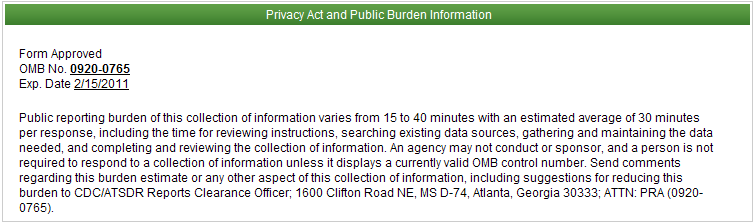 Privacy Act and Public Burden Information
Form Approved
OMB No. 0920-0765
Exp. Date 2/15/2011
Public reporting burden of this collection of information varies from 15 to 40 minutes with an estimated average of 30 minutes
per response, including the time for reviewing instructions, searching existing data sources, gathering and maintaining the data
needed, and completing and reviewing the collection of information. An agency may not conduct or sponsor, and a person is not
required to respond to a collection of information unless it displays a currently valid OMB control number. Send comments
regarding this burden estimate or any other aspect of this collection of information, including suggestions for reducing this
burden to CDC/ATSDR Reports Clearance Officer; 1600 Clifton Road NE, MS D-74, Atlanta, Georgia 30333; ATTN: PRA (0920-
0765).